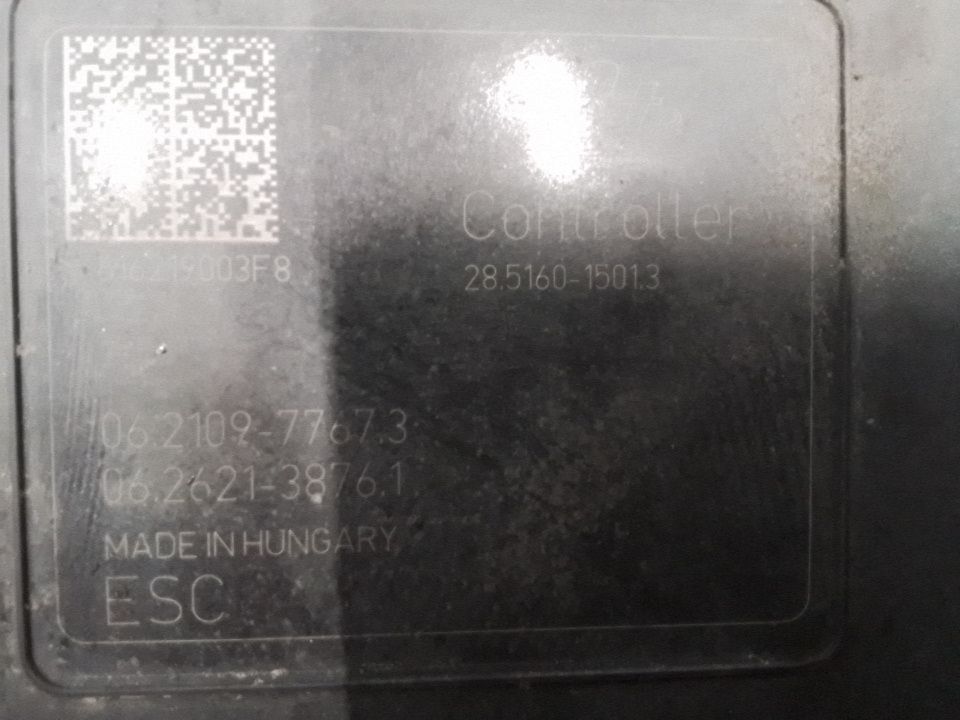 Controller
28.5160-1501.3
06.2109-7767.3
06.2621-3876.1
MADE IN HUNGARY
ESC